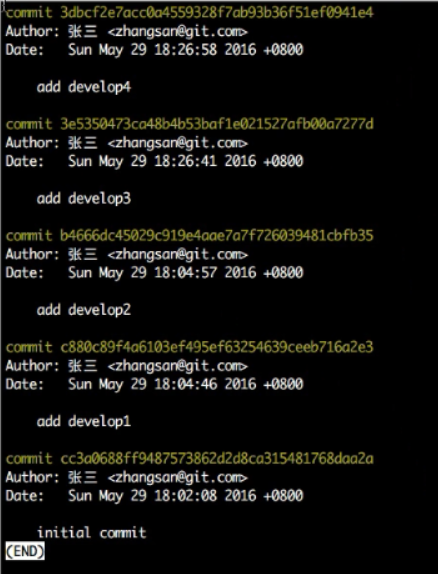 commit 3dbcf2e7acc0a4559328f7ab93b36f51ef0941e4
Author: 张三 <zhangsan@git.com>
Date:   Sun May 29 18:26:58 2016 +0800
add develop4
commit 3e5350473ca48b4b53baf1e021527afb00a7277d
Author: 张三 <zhangsan@git.com>
Date:   Sun May 29 18:26:41 2016 +0800
add develop3
commit b4666dc45029c919e4aae7a7f726039481cbfb35
Author: 张三 <zhangsan@git.com>
Date:   Sun May 29 18:04:57 2016 +0800
add develop2
commit c880c89f4a6103ef495ef63254639ceeb716a2e3
Author: 张三 <zhangsan@git.com>
Date:   Sun May 29 18:04:46 2016 +0800
add develop1
commit cc3a0688ff9487573862d2d8ca315481768daa2a
Author: 张三 <zhangsan@git.com>
Date:   Sun May 29 18:02:08 2016 +0800
initial commit
(END)